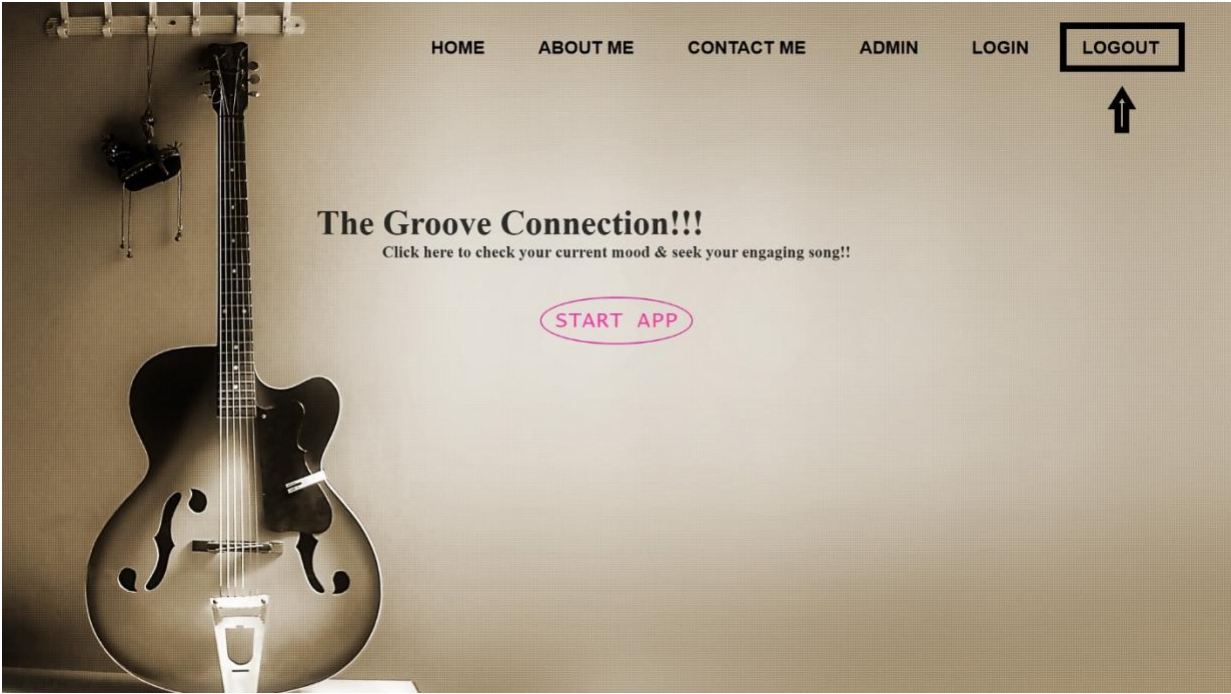 HOME ABOUT ME CONTACT ME ADMIN LOGIN LOGOUT
The Groove Connection!!!
Click here to check your current mood & seek your engaging song!!
START APP